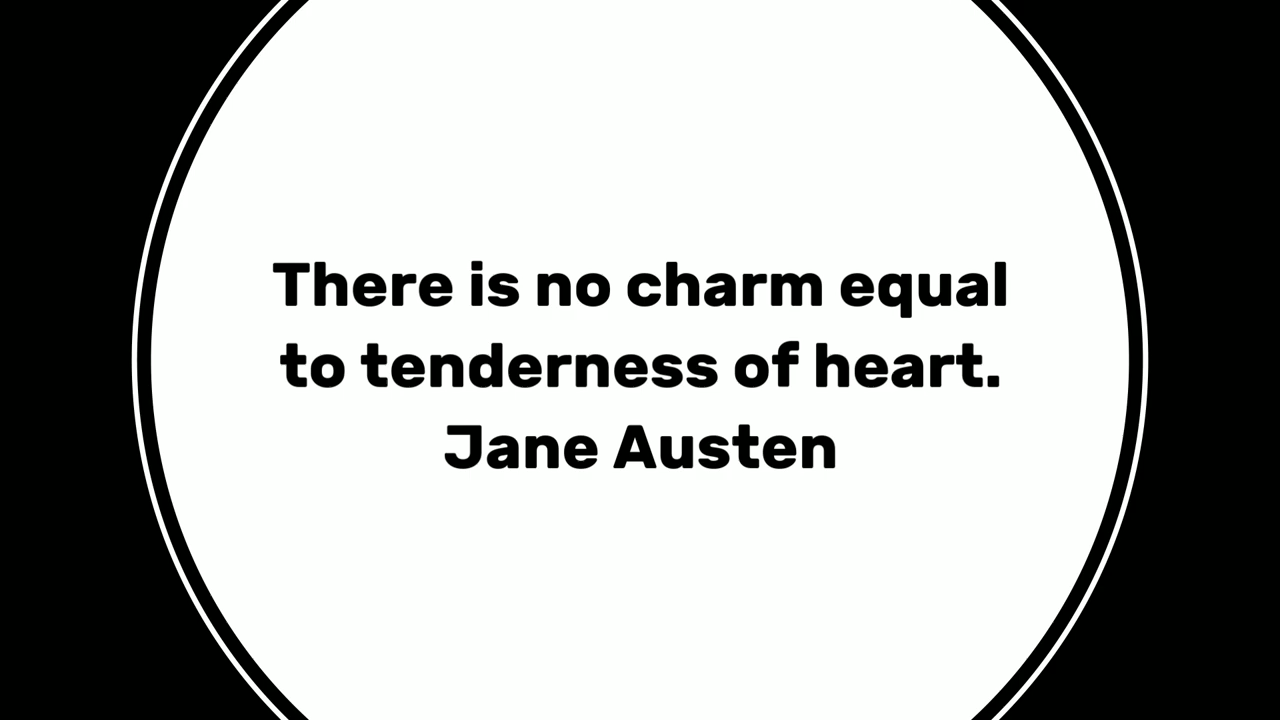 There is no charm equal
to tenderness of heart.
Jane Austen